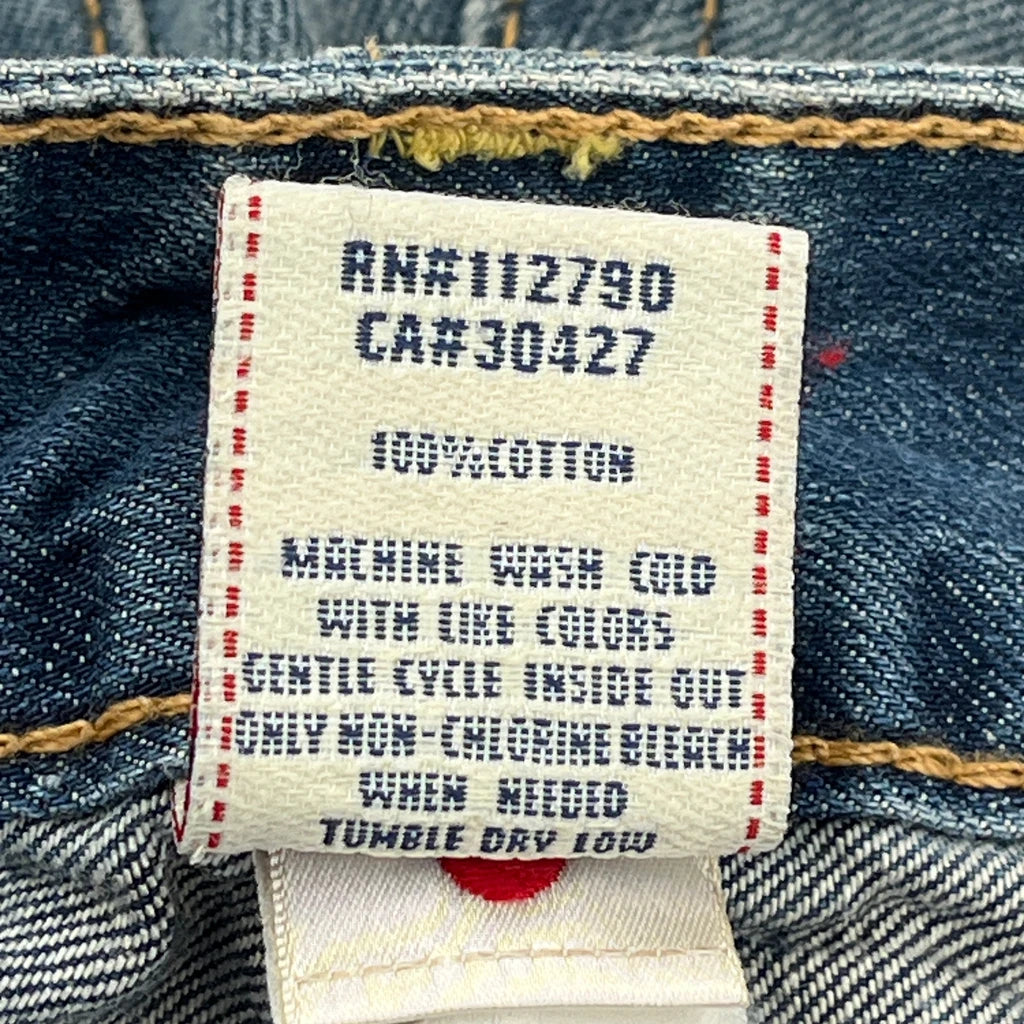 RN#112790
CA#30427
100%COTTON
MACHINE WASH COLD
WITH LIKE COLORS
GENTLE CYCLE INSIDE OUT
ONLY NON-CHLORINE BLEACH
WHEN NEEDED
TUMBLE DRY LOW